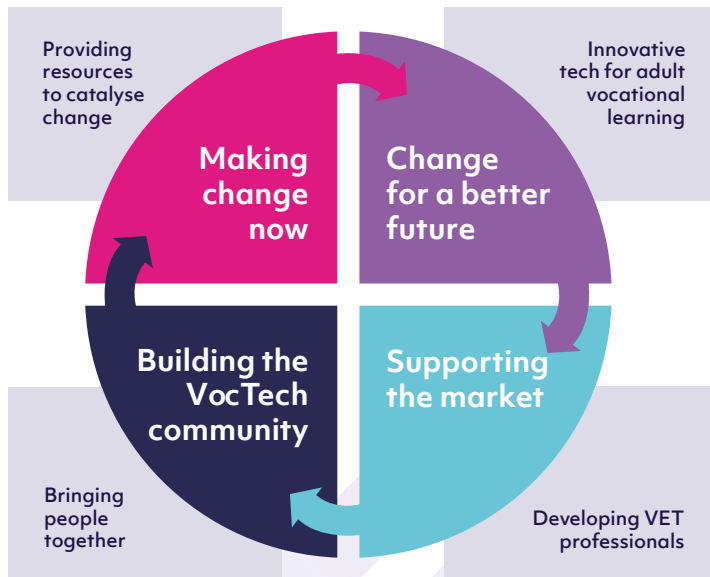 Providing
resources
to catalyse
change
Innovative
tech for adult
vocational
learning
Making
change
now
Change
for a better
future
Building the
VocTech
community
Supporting
the market
Bringing
people
together
Developing VET
professionals